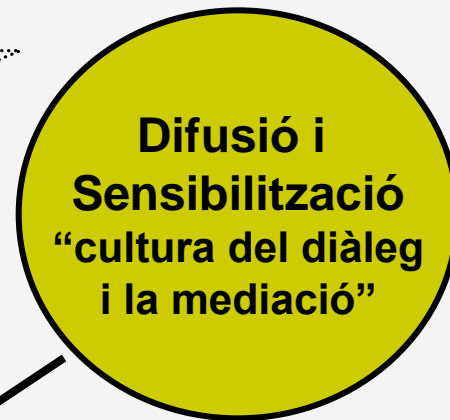 Difusió i
Sensibilització
“cultura del diàleg
i la mediació”